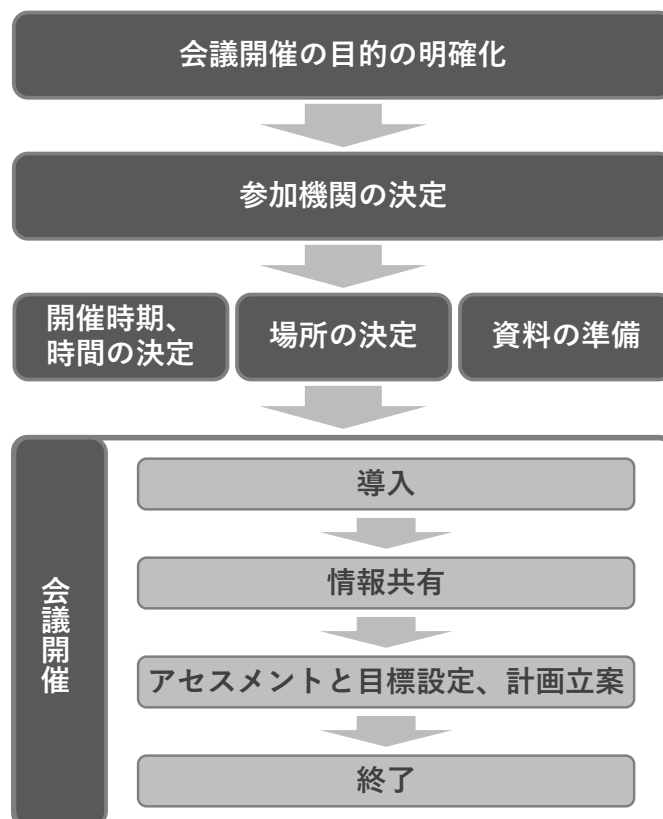 会議開催の目的の明確化
参加機関の決定
開催時期、
時間の決定
場所の決定
資料の準備
会議開催
導入
情報共有
アセスメントと目標設定、計画立案
終了